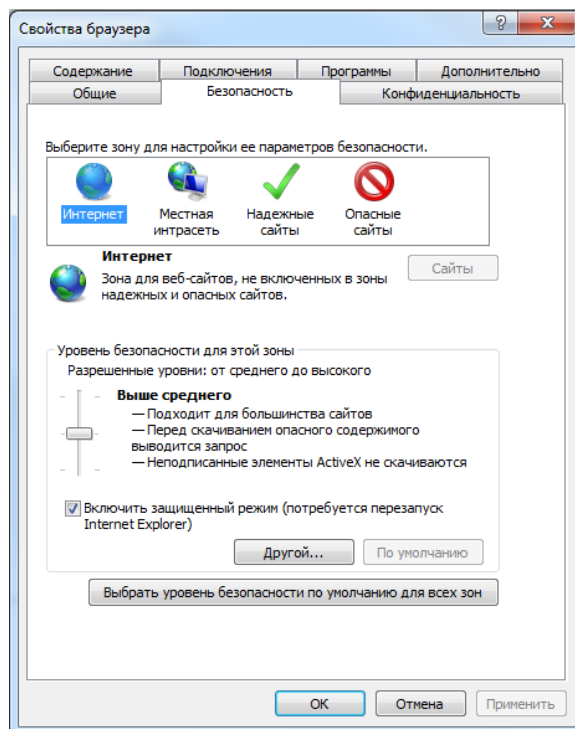 Свойства браузера
Содержание Подключения Программы Дополнительно
Общие Безопасность Конфиденциальность
Выберите зону для настройки ее параметров безопасности.
Интернет Местная интрасеть Надежные сайты Опасные сайты
Интернет
Зона для веб-сайтов, не включенных в зоны
надежных и опасных сайтов.
Сайты
Уровень безопасности для этой зоны
Разрешенные уровни: от среднего до высокого
Выше среднего
— Подходит для большинства сайтов
— Перед скачиванием опасного содержимого
выводится запрос
— Неподписанные элементы ActiveX не скачиваются
Включить защищенный режим (потребуется перезапуск
Internet Explorer)
Другой... По умолчанию
Выбрать уровень безопасности по умолчанию для всех зон
ОК Отмена Применить